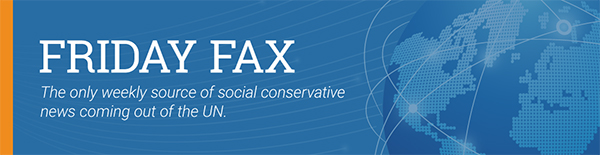 FRIDAY FAX
The only weekly source of social conservative
news coming out of the UN.